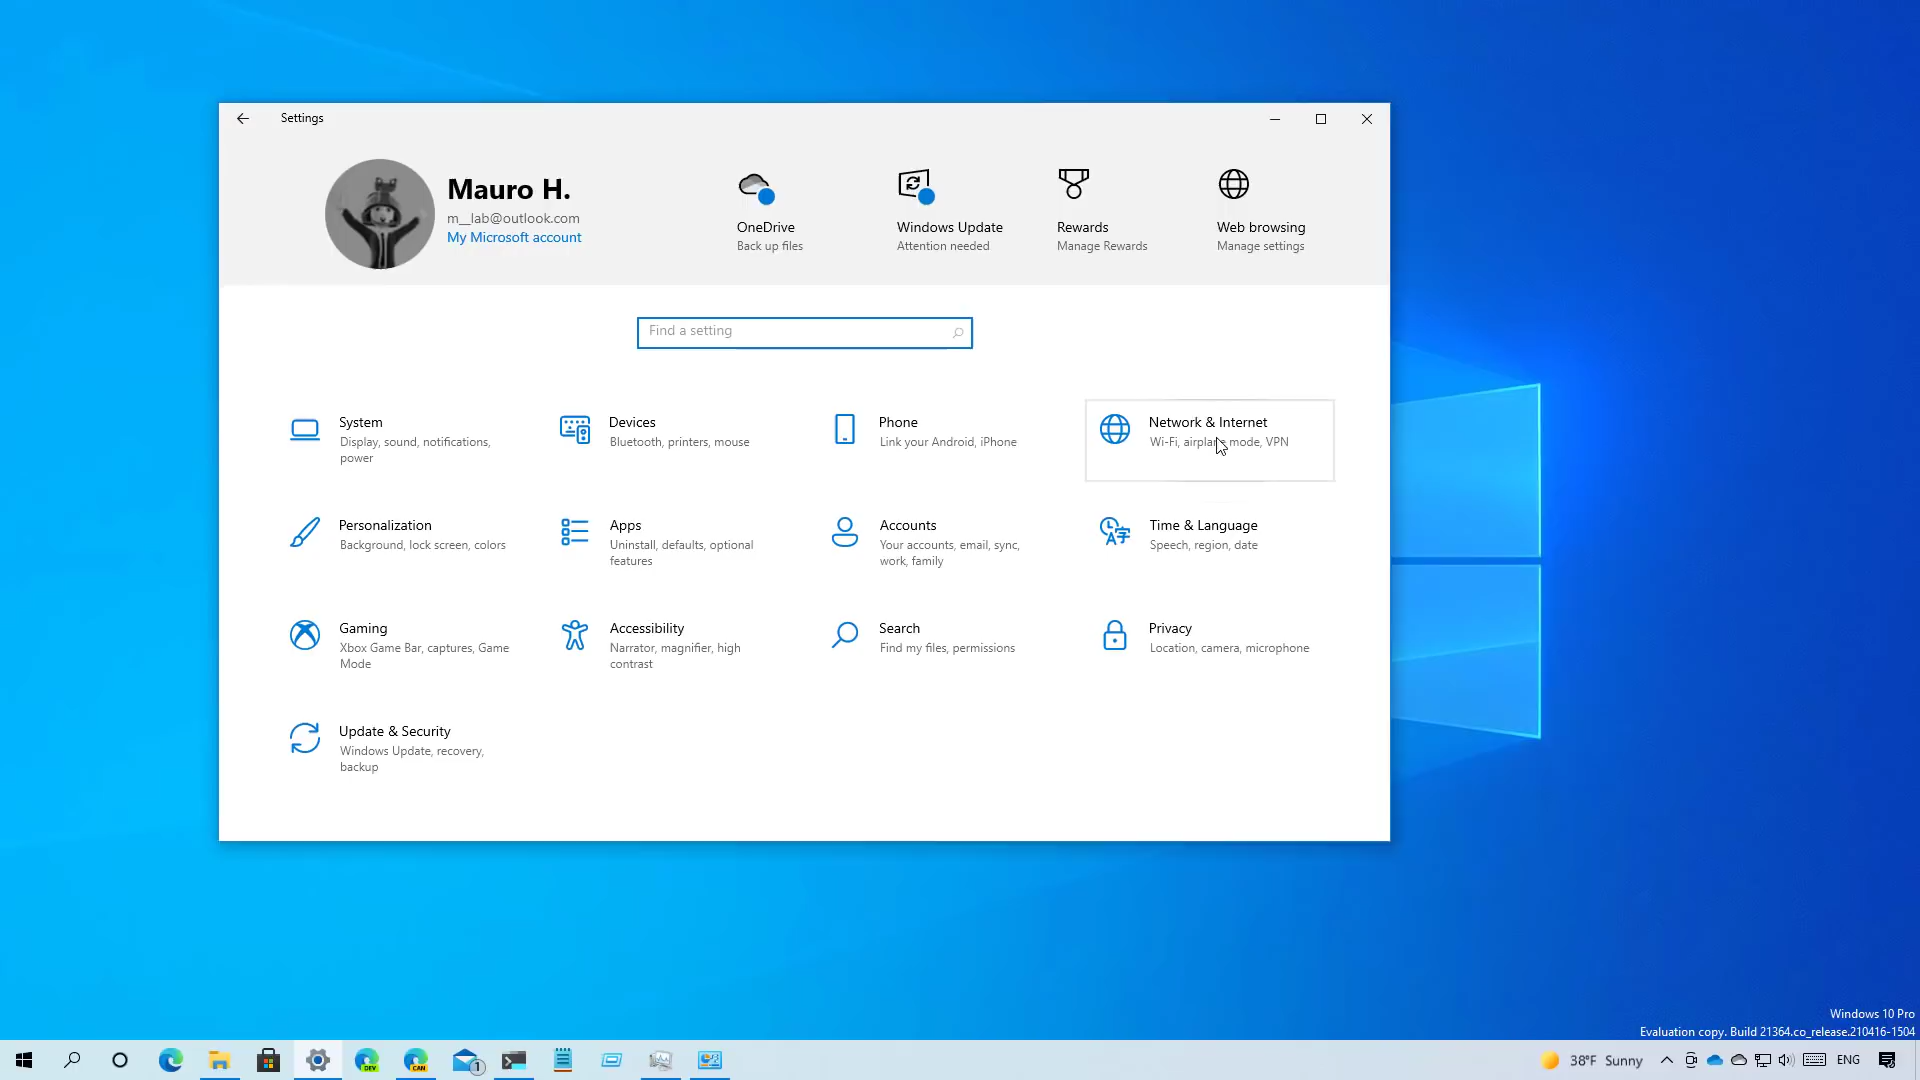 Settings
Mauro H.
m__lab@outlook.com
My Microsoft account
OneDrive
Back up files
Windows Update
Attention needed
Rewards
Manage Rewards
Web browsing
Manage settings
Find a setting
System
Display, sound, notifications,
power
Devices
Bluetooth, printers, mouse
Phone
Link your Android, iPhone
Network & Internet
Wi-Fi, airplane mode, VPN
Personalization
Background, lock screen, colors
Apps
Uninstall, defaults, optional
features
Accounts
Your accounts, email, sync,
work, family
Time & Language
Speech, region, date
Gaming
Xbox Game Bar, captures, Game
Mode
Accessibility
Narrator, magnifier, high
contrast
Search
Find my files, permissions
Privacy
Location, camera, microphone
Update & Security
Windows Update, recovery,
backup
Windows 10 Pro
Evaluation copy. Build 21364.co_release.210416-1504
DEV
CAN
1
38°F Sunny
ENG